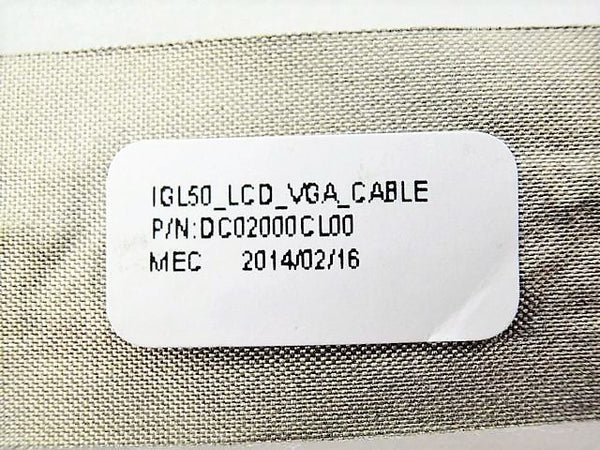 IGL50_LCD_VGA_CABLE
P/N:DC02000CL00
MEC 2014/02/16